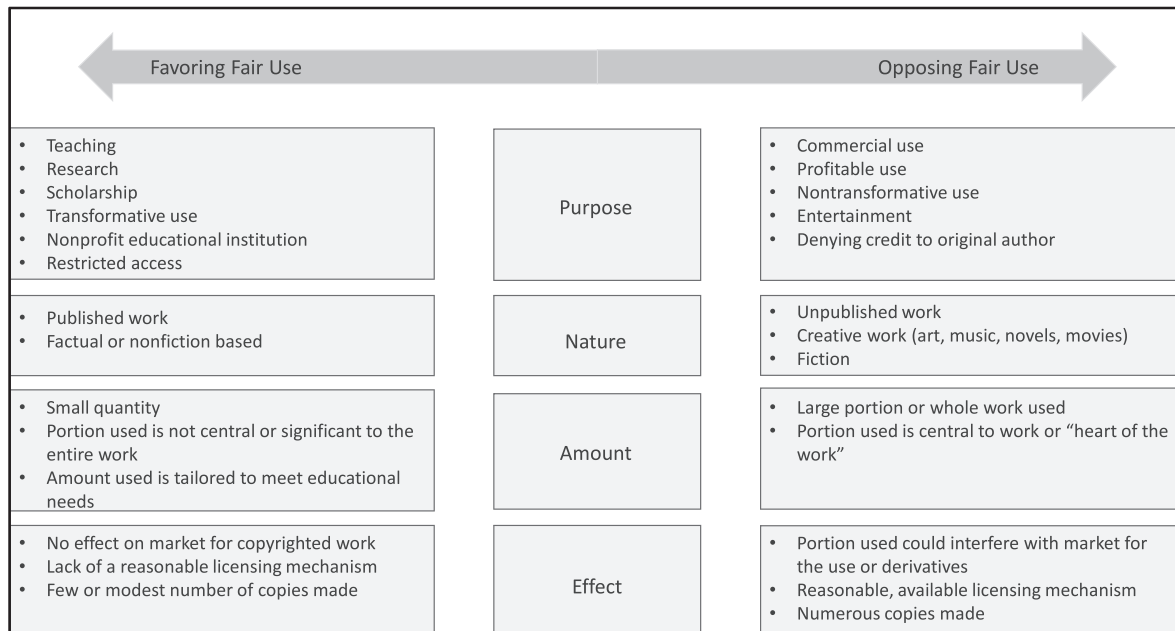 Favoring Fair Use
Opposing Fair Use
• Teaching
• Research
• Scholarship
• Transformative use
• Nonprofit educational institution
• Restricted access
Purpose
• Commercial use
• Profitable use
• Nontransformative use
• Entertainment
• Denying credit to original author
• Published work
• Factual or nonfiction based
Nature
• Unpublished work
• Creative work (art, music, novels, movies)
• Fiction
• Small quantity
• Portion used is not central or significant to the
entire work
• Amount used is tailored to meet educational
needs
Amount
• Large portion or whole work used
• Portion used is central to work or “heart of the
work”
• No effect on market for copyrighted work
• Lack of a reasonable licensing mechanism
• Few or modest number of copies made
Effect
• Portion used could interfere with market for
the use or derivatives
• Reasonable, available licensing mechanism
• Numerous copies made